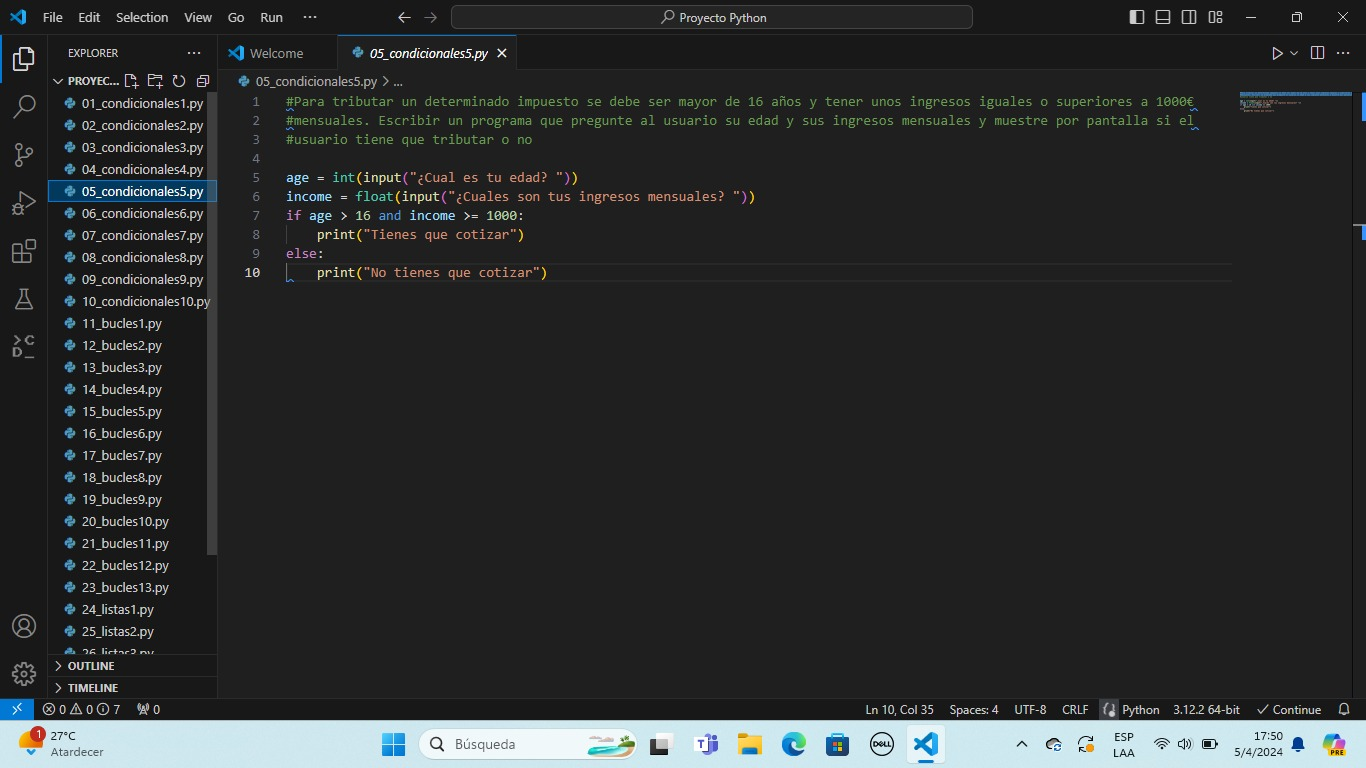 File Edit Selection View Go Run ···
Proyecto Python
EXPLORER ···
Welcome
05_condicionales5.py
PROYEC...
05_condicionales5.py > ...
01_condicionales1.py
02_condicionales2.py
03_condicionales3.py
04_condicionales4.py
05_condicionales5.py
06_condicionales6.py
07_condicionales7.py
08_condicionales8.py
09_condicionales9.py
10_condicionales10.py
11_bucles1.py
12_bucles2.py
13_bucles3.py
14_bucles4.py
15_bucles5.py
16_bucles6.py
17_bucles7.py
18_bucles8.py
19_bucles9.py
20_bucles10.py
21_bucles11.py
22_bucles12.py
23_bucles13.py
24_listas1.py
25_listas2.py
26_listas3.py
OUTLINE
TIMELINE
1 #Para tributar un determinado impuesto se debe ser mayor de 16 años y tener unos ingresos iguales o superiores a 1000€
2 #mensuales. Escribir un programa que pregunte al usuario su edad y sus ingresos mensuales y muestre por pantalla si el
3 #usuario tiene que tributar o no
4
5 age = int(input("¿Cual es tu edad? "))
6 income = float(input("¿Cuales son tus ingresos mensuales? "))
7 if age > 16 and income >= 1000:
8     print("Tienes que cotizar")
9 else:
10     print("No tienes que cotizar")
0 0 7 0
Ln 10, Col 35 Spaces: 4 UTF-8 CRLF Python 3.12.2 64-bit Continue
1
27°C
Atardecer
Búsqueda
DELL
ESP
LAA
17:50
5/4/2024
PRE